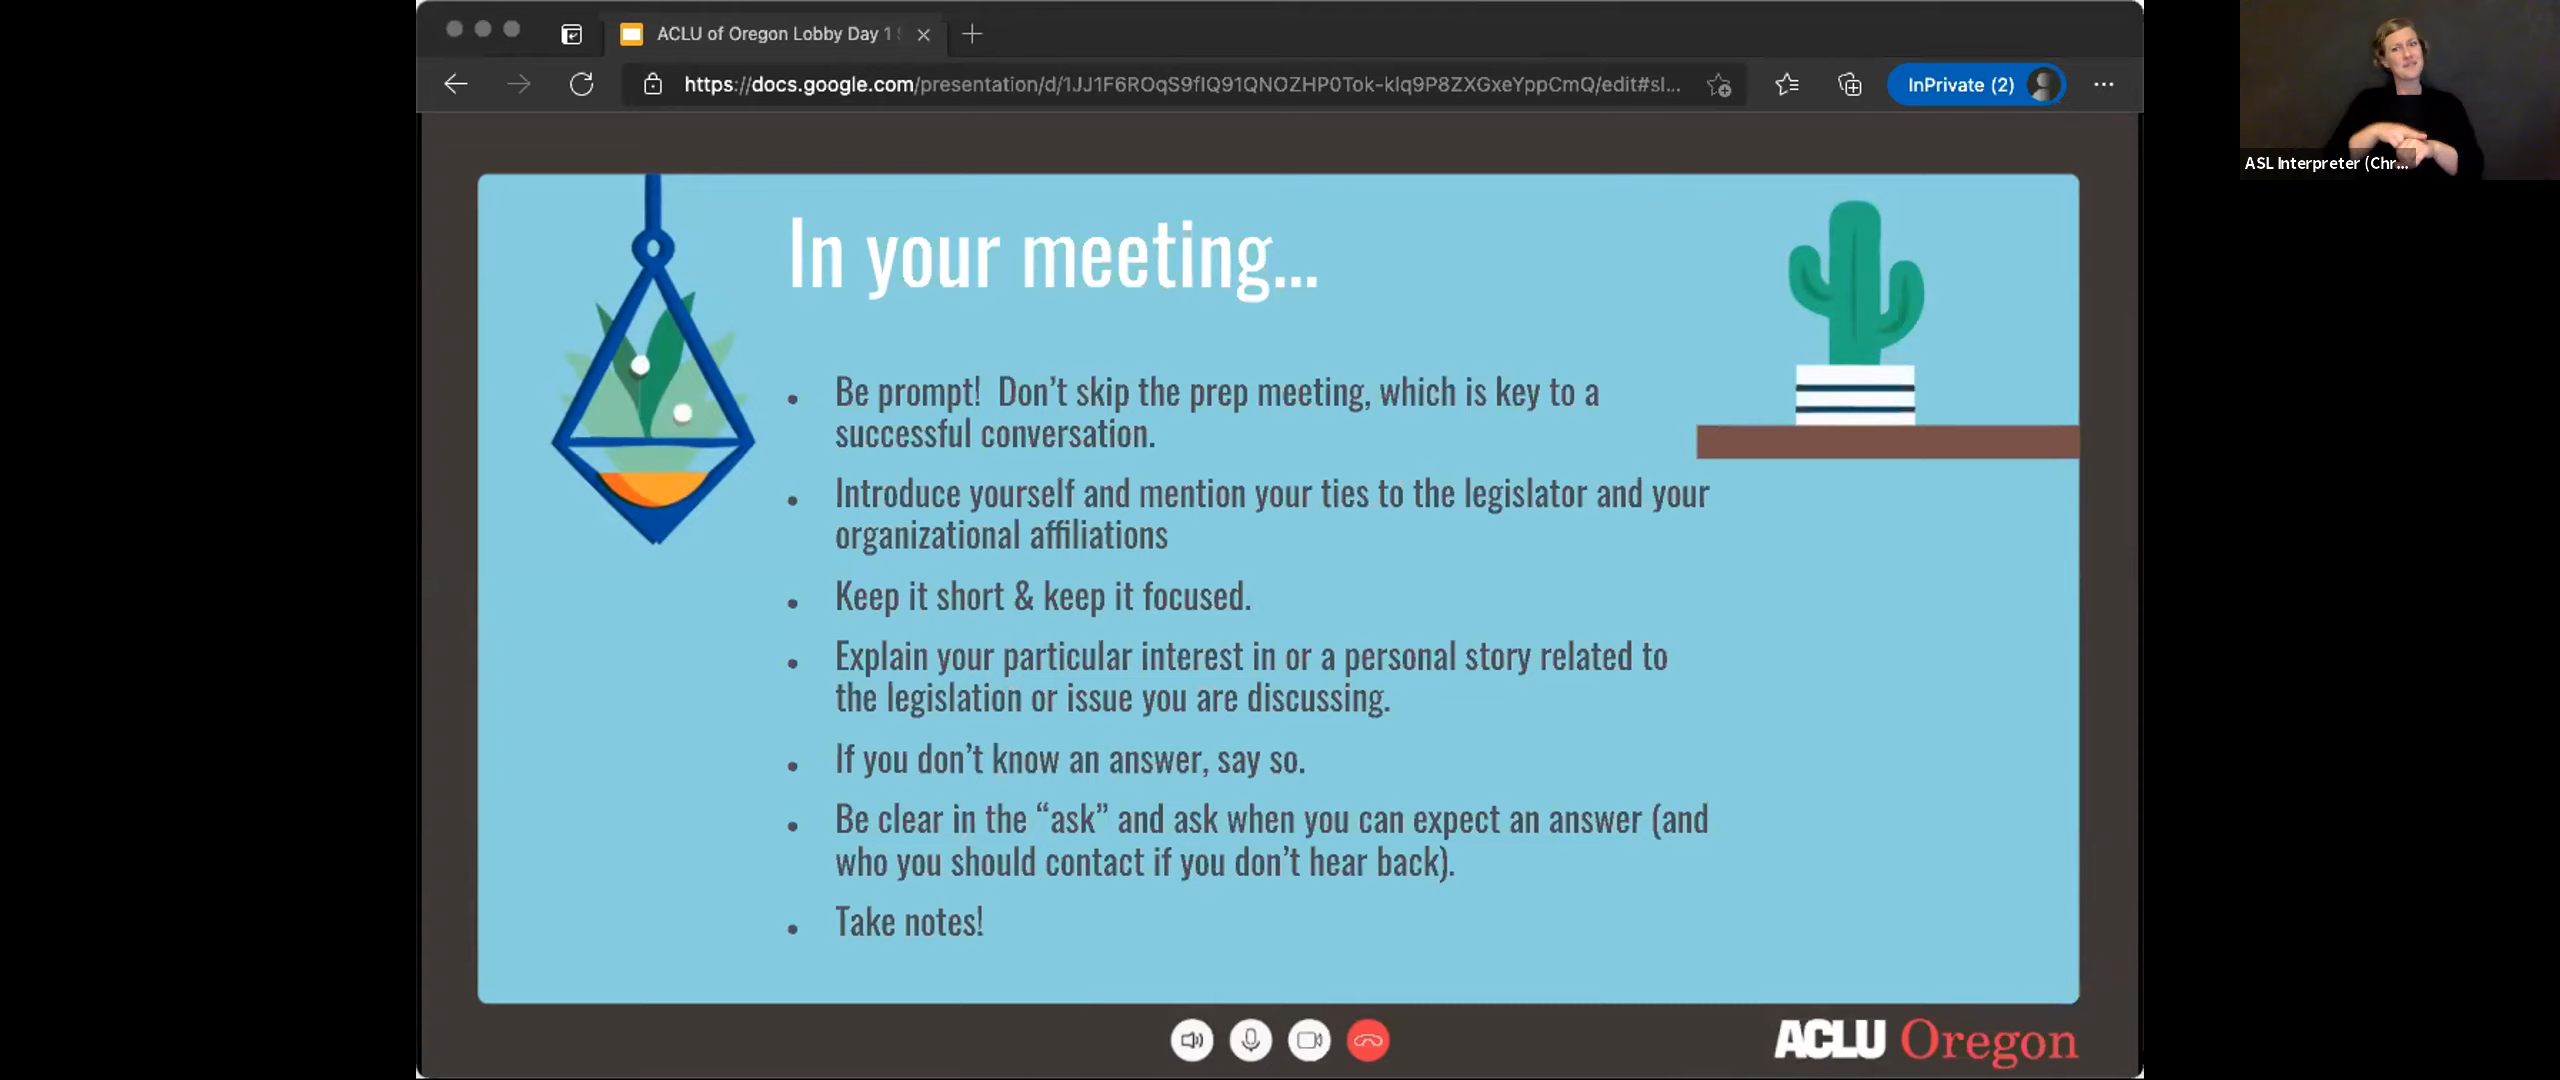 ACLU of Oregon Lobby Day 1
https://docs.google.com/presentation/d/1JJ1F6ROqS9fIQ91QNOZHP0Tok-klq9P8ZXGxeYppCmQ/edit#sl...
InPrivate (2)
ASL Interpreter (Chr...
In your meeting...
• Be prompt!  Don’t skip the prep meeting, which is key to a
successful conversation.
• Introduce yourself and mention your ties to the legislator and your
organizational affiliations
• Keep it short & keep it focused.
• Explain your particular interest in or a personal story related to
the legislation or issue you are discussing.
• If you don’t know an answer, say so.
• Be clear in the “ask” and ask when you can expect an answer (and
who you should contact if you don’t hear back).
• Take notes!
ACLU Oregon